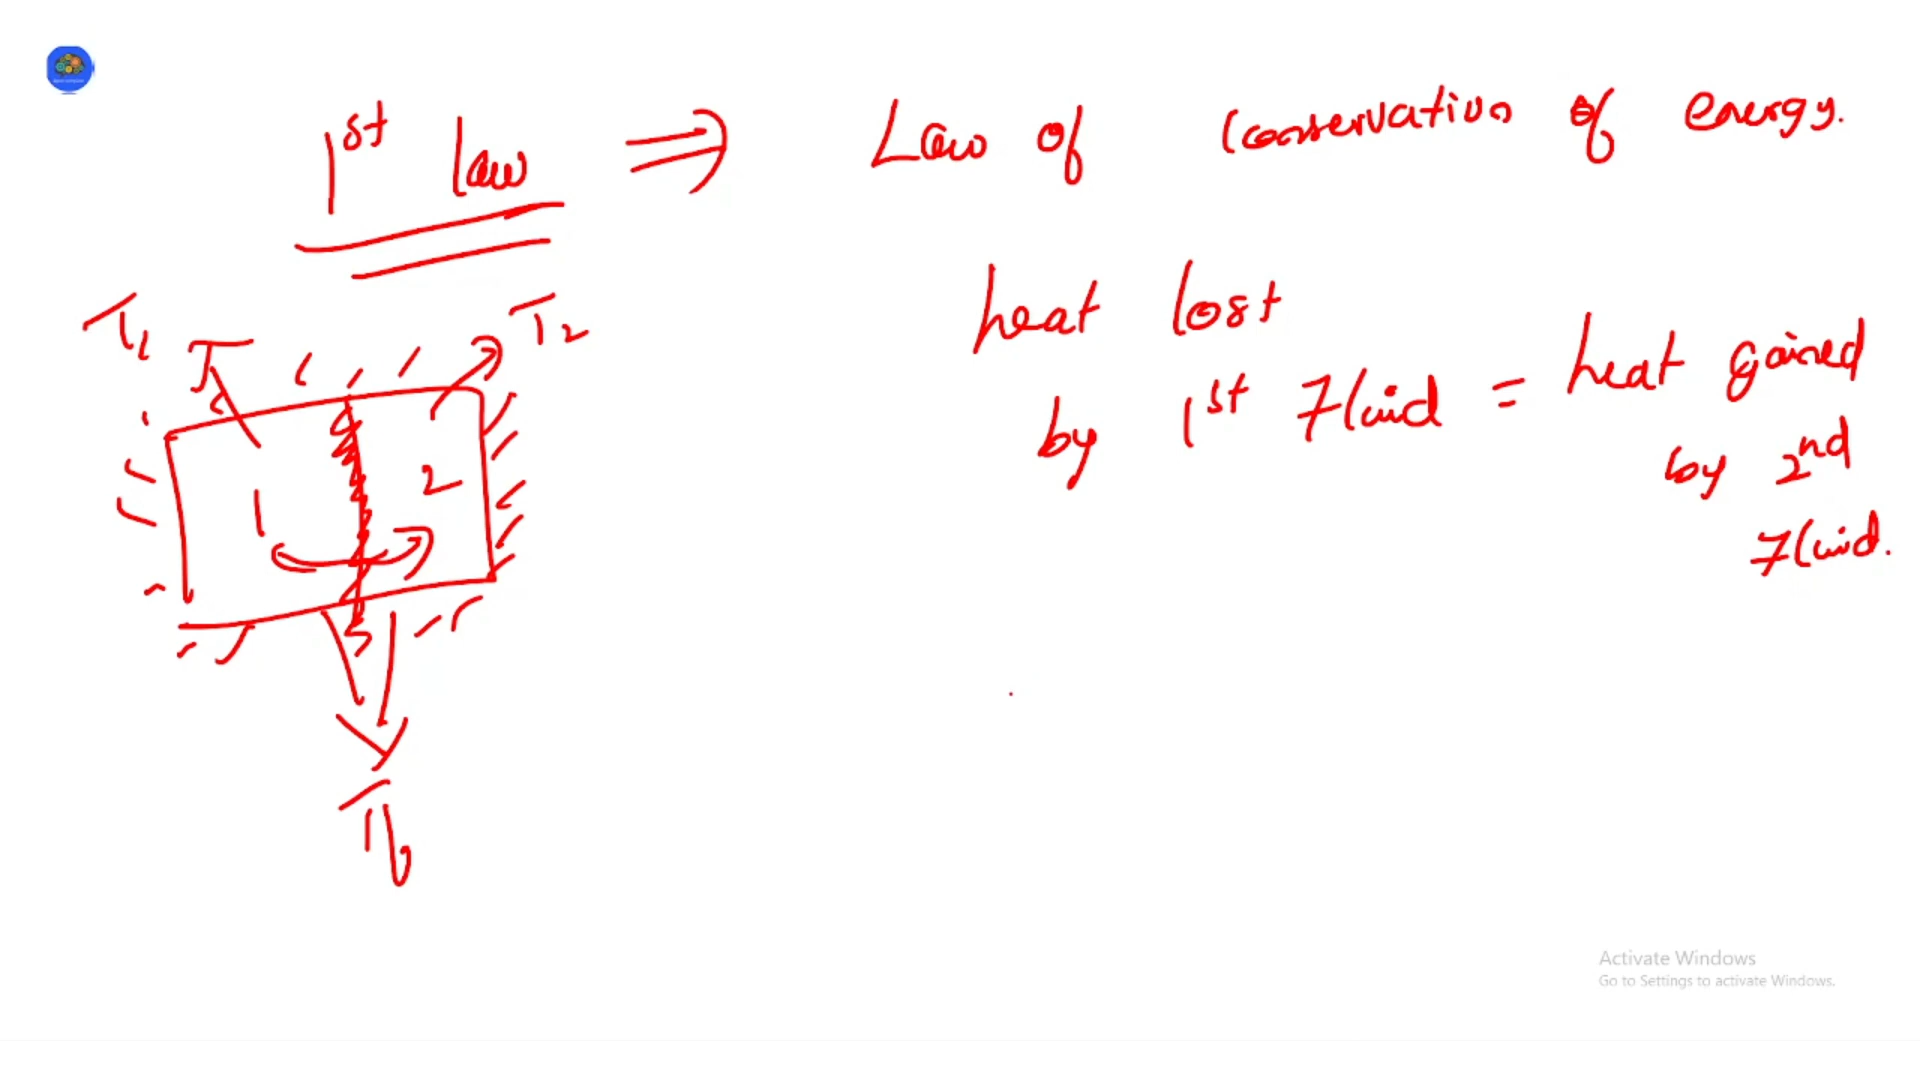 1st law ⇒ Law of conservation of energy.
heat lost
by 1st Fluid = heat gained
by 2nd
Fluid.
T1
T2
1
2
Activate Windows
Go to Settings to activate Windows.